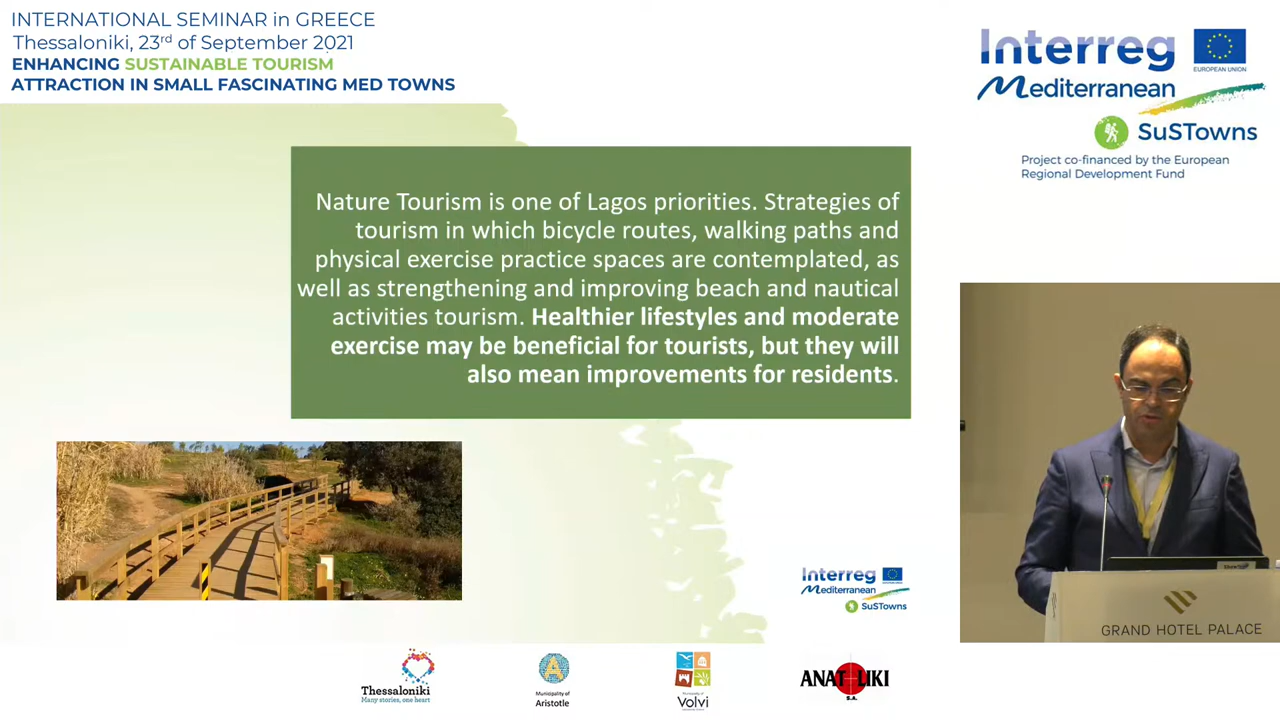 INTERNATIONAL SEMINAR in GREECE
Thessaloniki, 23rd of September 2021
ENHANCING SUSTAINABLE TOURISM
ATTRACTION IN SMALL FASCINATING MED TOWNS
Interreg
EUROPEAN UNION
Mediterranean
SuSTowns
Project co-financed by the European
Regional Development Fund
Nature Tourism is one of Lagos priorities. Strategies of
tourism in which bicycle routes, walking paths and
physical exercise practice spaces are contemplated, as
well as strengthening and improving beach and nautical
activities tourism. Healthier lifestyles and moderate
exercise may be beneficial for tourists, but they will
also mean improvements for residents.
Interreg
Mediterranean
SuSTowns
GRAND HOTEL PALACE
Thessaloniki
Many stories, one heart
Municipality of
Aristotle
Municipality of
Volvi
ANATOLIKI
S.A.